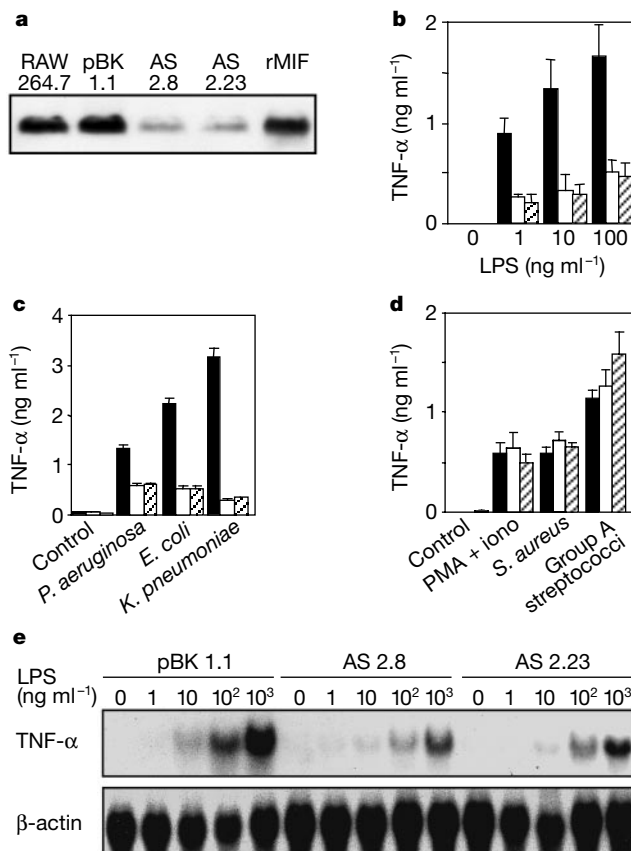 a
RAW pBK AS AS rMIF
264.7 1.1 2.8 2.23
b
TNF-α (ng ml⁻¹)
2
1
0
0 1 10 100
LPS (ng ml⁻¹)
c
TNF-α (ng ml⁻¹)
4
3
2
1
0
Control
P. aeruginosa
E. coli
K. pneumoniae
d
TNF-α (ng ml⁻¹)
2
1
0
Control
PMA + iono
S. aureus
Group A
streptococci
e
pBK 1.1 AS 2.8 AS 2.23
LPS
(ng ml⁻¹) 0 1 10 10² 10³ 0 1 10 10² 10³ 0 1 10 10² 10³
TNF-α
β-actin